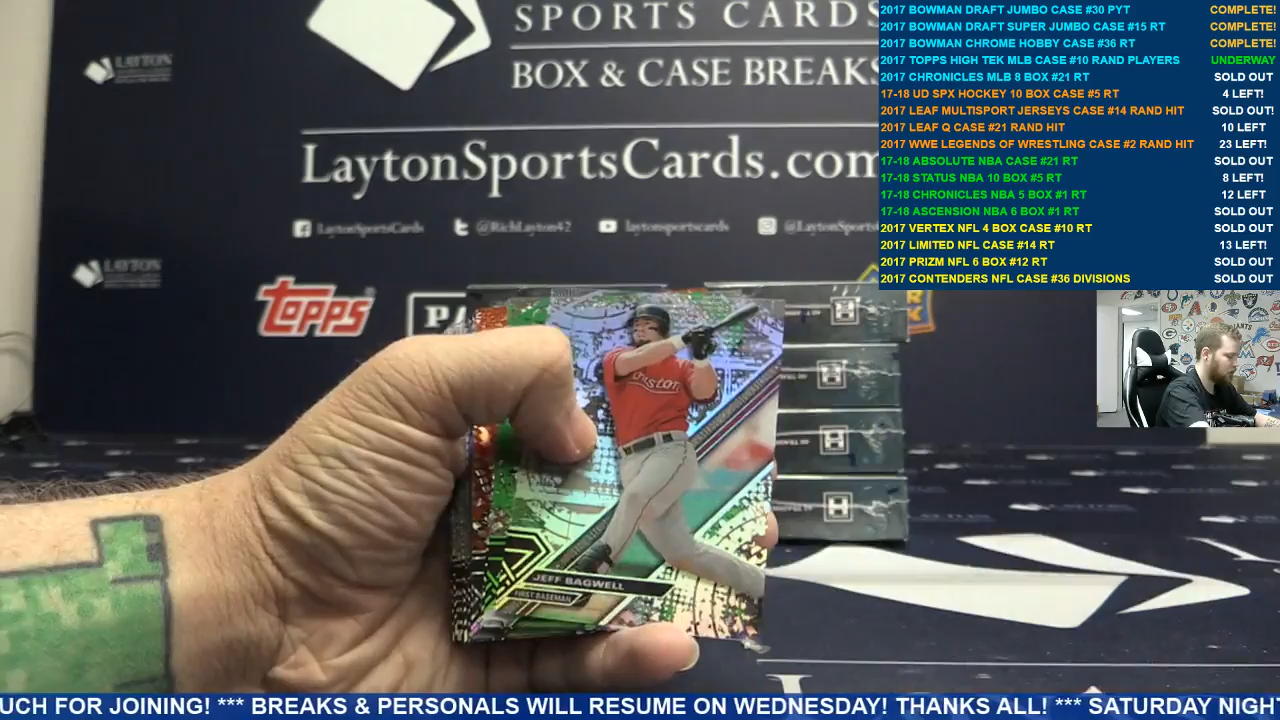 SPORTS CARDS
BOX & CASE BREAKS
LaytonSportsCards.com
LaytonSportsCards
@RichLayton42
laytonsportscards
LAYTON
LAYTON
TOPPS
Houston
JEFF BAGWELL
FIRST BASEMAN
H
H
H
H
2017 BOWMAN DRAFT JUMBO CASE #30 PYT COMPLETE!
2017 BOWMAN DRAFT SUPER JUMBO CASE #15 RT COMPLETE!
2017 BOWMAN CHROME HOBBY CASE #36 RT COMPLETE!
2017 TOPPS HIGH TEK MLB CASE #10 RAND PLAYERS UNDERWAY
2017 CHRONICLES MLB 8 BOX #21 RT SOLD OUT
17-18 UD SPX HOCKEY 10 BOX CASE #5 RT 4 LEFT!
2017 LEAF MULTISPORT JERSEYS CASE #14 RAND HIT SOLD OUT!
2017 LEAF Q CASE #21 RAND HIT 10 LEFT
2017 WWE LEGENDS OF WRESTLING CASE #2 RAND HIT 23 LEFT!
17-18 ABSOLUTE NBA CASE #21 RT SOLD OUT
17-18 STATUS NBA 10 BOX #5 RT 8 LEFT!
17-18 CHRONICLES NBA 5 BOX #1 RT 12 LEFT
17-18 ASCENSION NBA 6 BOX #1 RT SOLD OUT
2017 VERTEX NFL 4 BOX CASE #10 RT SOLD OUT
2017 LIMITED NFL CASE #14 RT 13 LEFT!
2017 PRIZM NFL 6 BOX #12 RT SOLD OUT
2017 CONTENDERS NFL CASE #36 DIVISIONS SOLD OUT
UCH FOR JOINING! *** BREAKS & PERSONALS WILL RESUME ON WEDNESDAY! THANKS ALL! *** SATURDAY NIGH